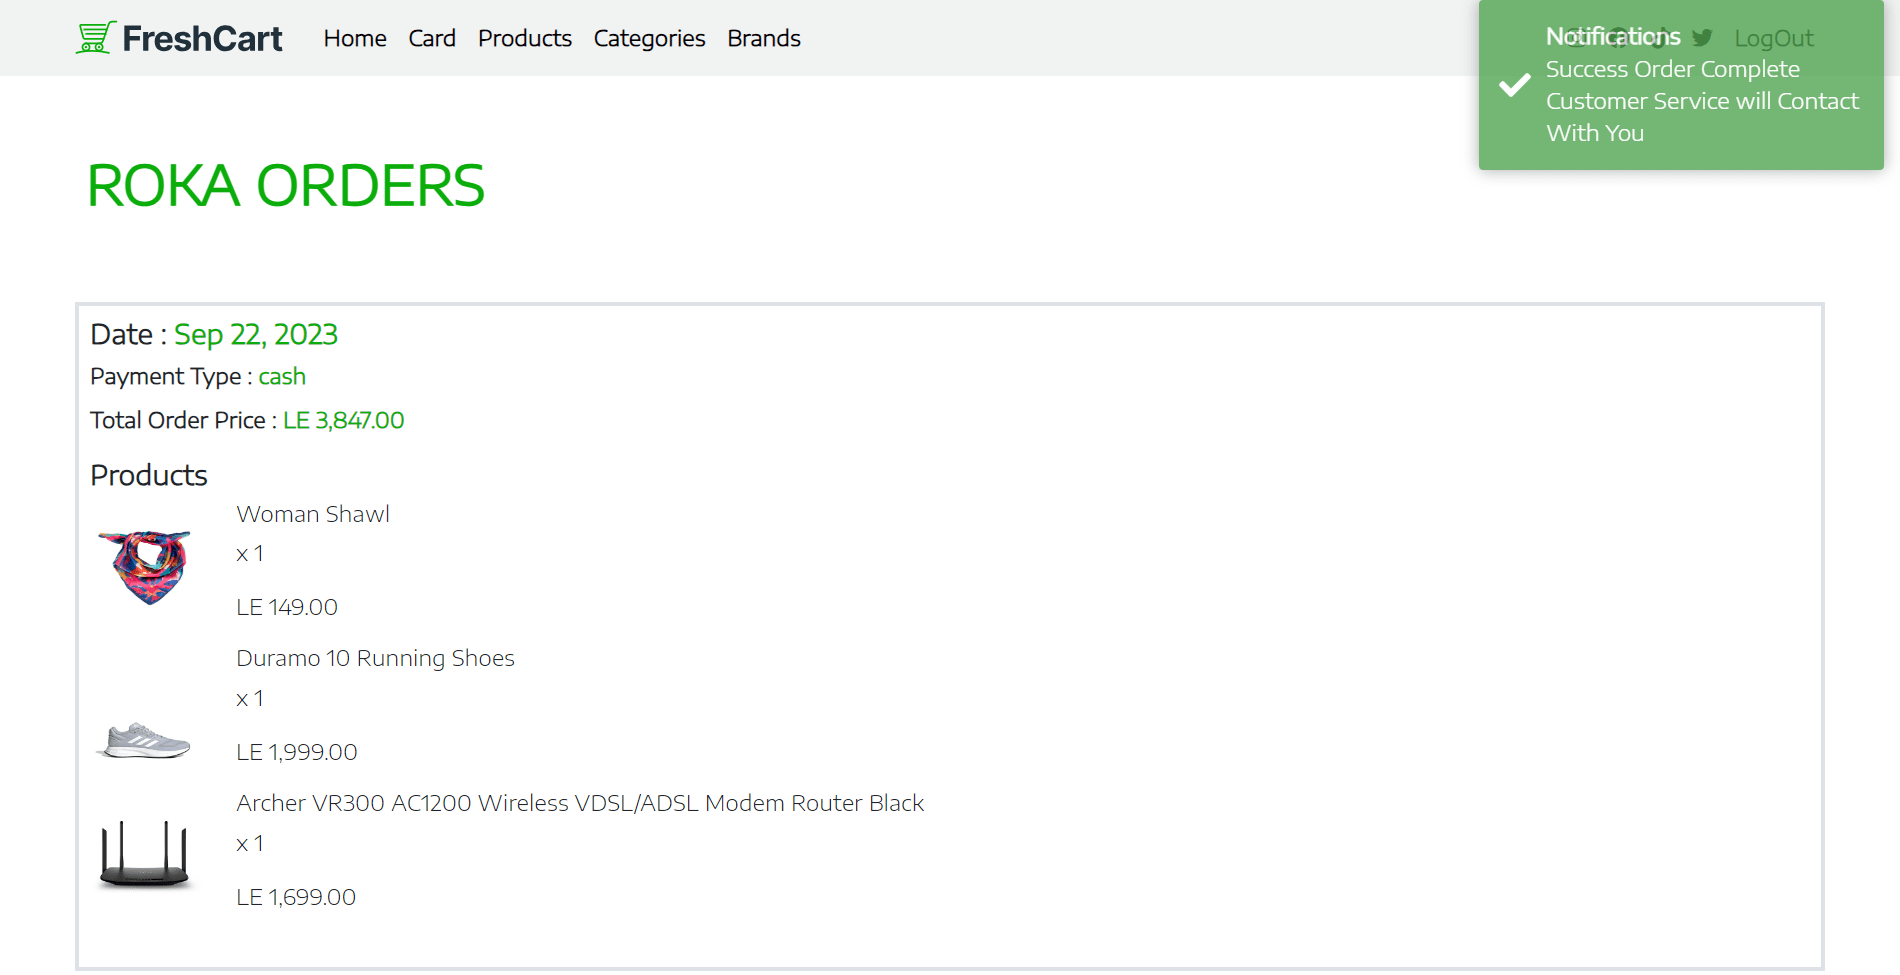 FreshCart
Home Card Products Categories Brands
LogOut
Notifications
Success Order Complete
Customer Service will Contact
With You
ROKA ORDERS
Date : Sep 22, 2023
Payment Type : cash
Total Order Price : LE 3,847.00
Products
Woman Shawl
x 1
LE 149.00
Duramo 10 Running Shoes
x 1
LE 1,999.00
Archer VR300 AC1200 Wireless VDSL/ADSL Modem Router Black
x 1
LE 1,699.00